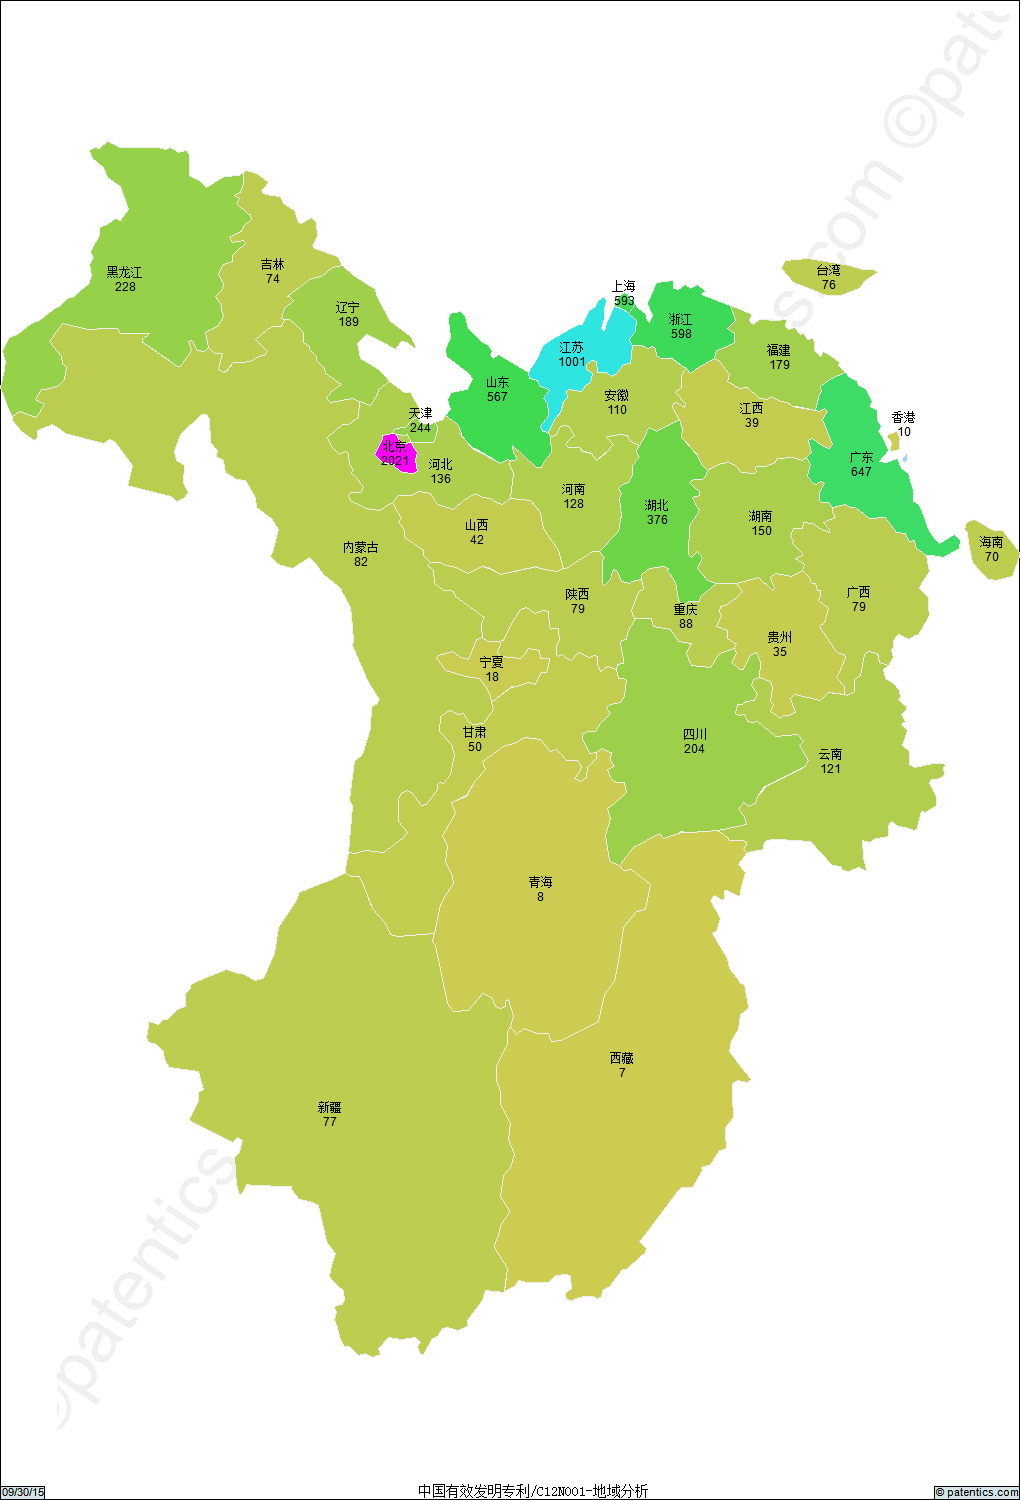 ©patentics.com ©pate
黑龙江
228
吉林
74
台湾
76
辽宁
189
上海
593
浙江
598
江苏
1001
福建
179
山东
567
安徽
110
江西
39
天津
244
香港
10
北京
2021
河北
136
广东
647
河南
128
湖北
376
湖南
150
山西
42
海南
70
内蒙古
82
陕西
79
重庆
88
广西
79
贵州
35
宁夏
18
甘肃
50
四川
204
云南
121
青海
8
西藏
7
新疆
77
09/30/15
中国有效发明专利/C12N001-地域分析
© patentics.com